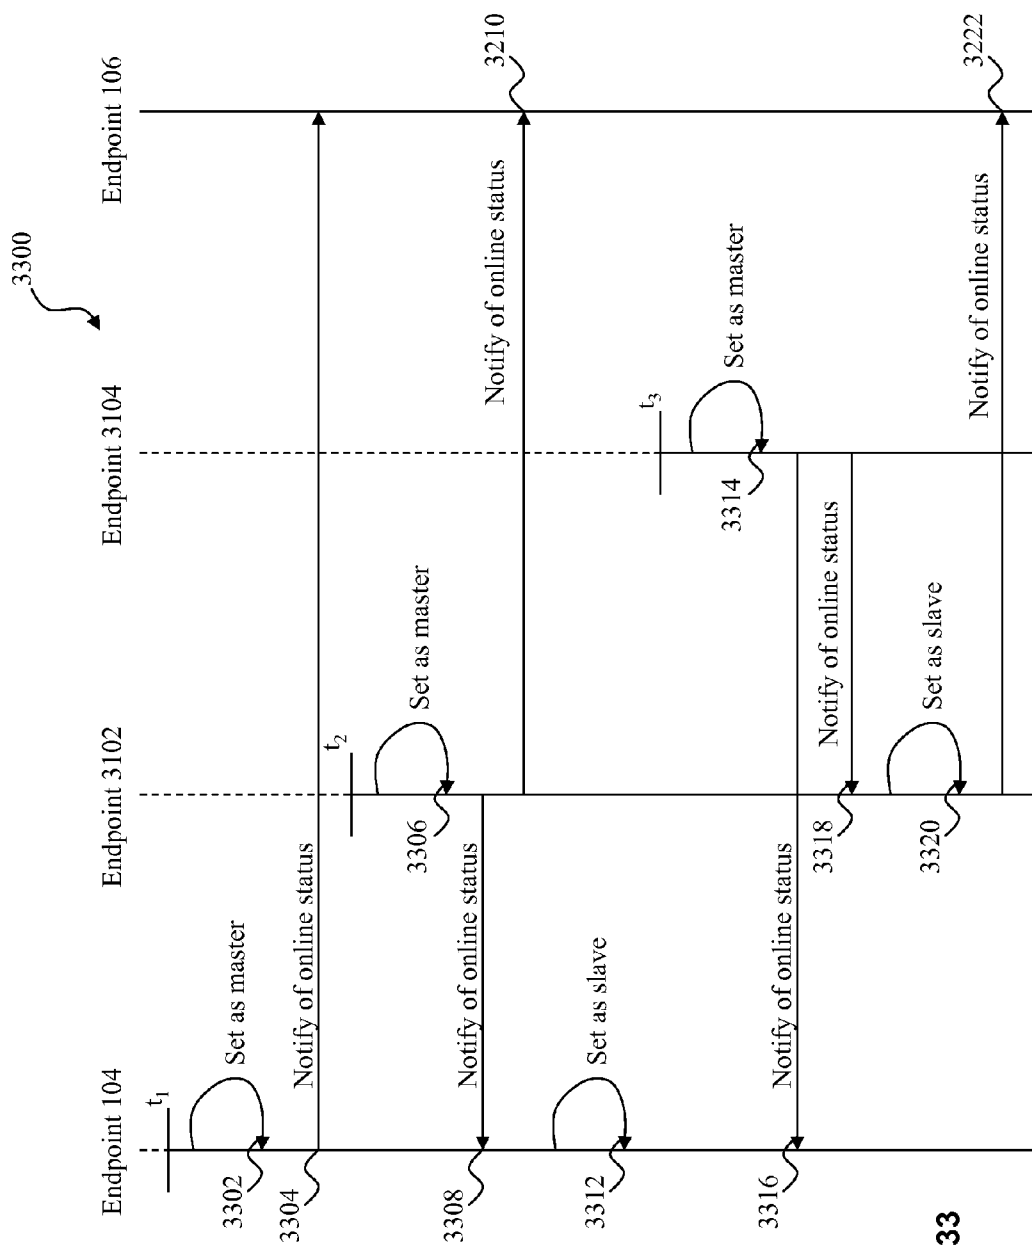 3300
Endpoint 104
Endpoint 3102
Endpoint 3104
Endpoint 106
t1
3302
Set as master
3304
Notify of online status
t2
3306
Set as master
3308
Notify of online status
Notify of online status
3210
3312
Set as slave
t3
3314
Set as master
3316
Notify of online status
3318
Notify of online status
3320
Set as slave
Notify of online status
3222
33